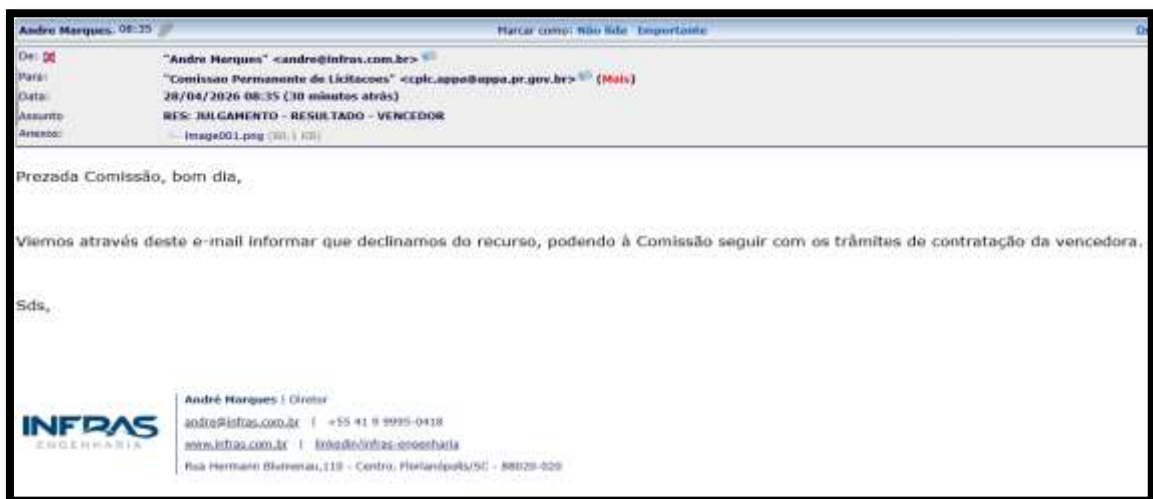 Andre Marques, 08:35 Marcar como: Não lida Importante
De: "Andre Marques" <andre@infras.com.br>
Para: "Comissao Permanente de Licitacoes" <cplc.appa@appa.pr.gov.br> (Mais)
Data: 28/04/2026 08:35 (30 minutos atrás)
Assunto RES: JULGAMENTO - RESULTADO - VENCEDOR
Anexos: image001.png
Prezada Comissão, bom dia,
Viemos através deste e-mail informar que declinamos do recurso, podendo à Comissão seguir com os trâmites de contratação da vencedora.
Sds,
André Marques | Diretor
INFRAS
ENGENHARIA
andre@infras.com.br | +55 41 9 9995-0418
www.infras.com.br | linkedin/infras-engenharia
Rua Hermann Blumenau,110 - Centro, Florianópolis/SC - 88020-020